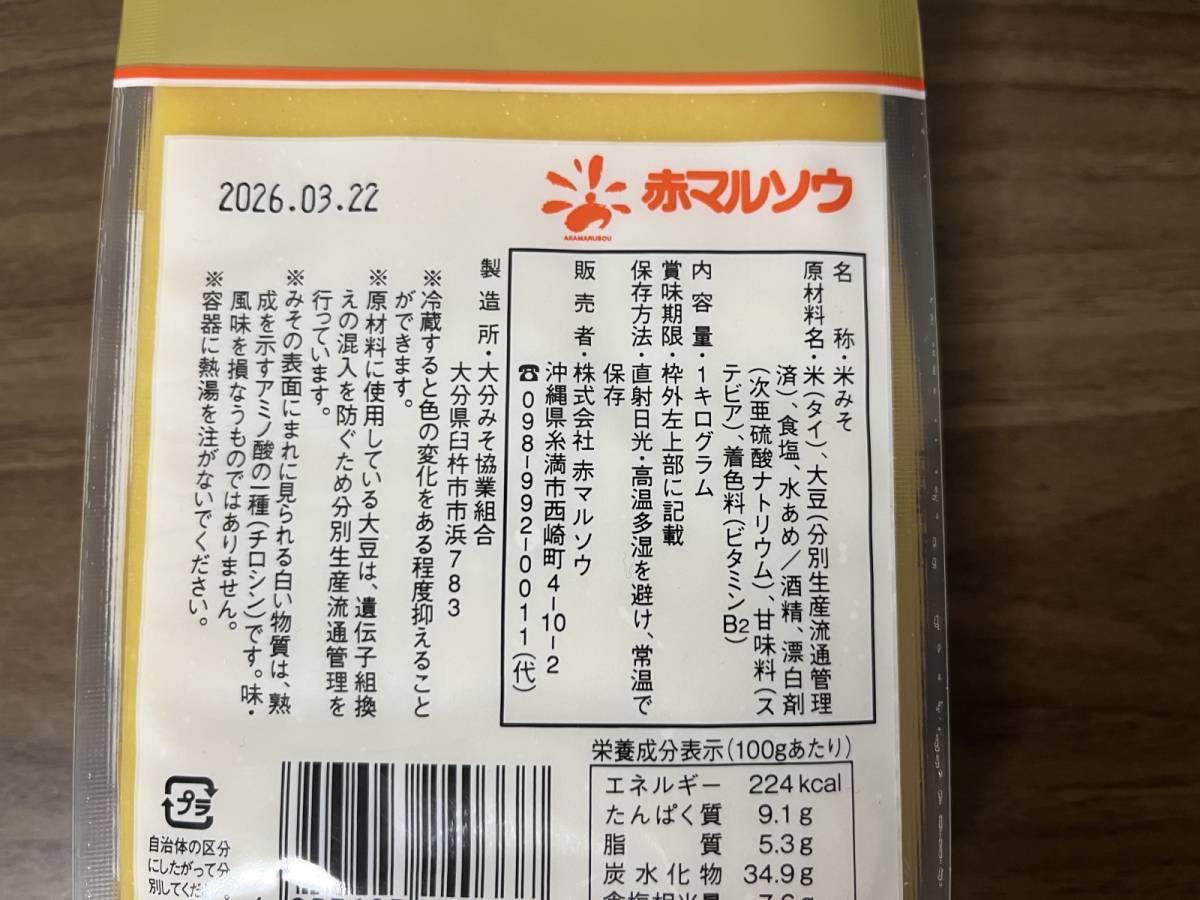 2026.03.22
赤マルソウ
AKAMARUSOU
名称・米みそ
原材料名・米(タイ)、大豆(分別生産流通管理
済)、食塩、水あめ/酒精、漂白剤
(次亜硫酸ナトリウム)、甘味料(ス
テビア)、着色料(ビタミンB2)
内容量・1キログラム
賞味期限・枠外左上部に記載
保存方法・直射日光・高温多湿を避け、常温で
保存
販売者・株式会社 赤マルソウ
沖縄県糸満市西崎町4-10-2
☎098-992-0011(代)
製造所・大分みそ協業組合
大分県臼杵市市浜783
※冷蔵すると色の変化をある程度抑えること
ができます。
※原材料に使用している大豆は、遺伝子組換
えの混入を防ぐため分別生産流通管理を
行っています。
※みその表面にまれに見られる白い物質は、熟
成を示すアミノ酸の一種(チロシン)です。味・
風味を損なうものではありません。
※容器に熱湯を注がないでください。
栄養成分表示(100gあたり)
エネルギー 224kcal
たんぱく質 9.1g
脂質 5.3g
炭水化物 34.9g
食塩相当量 7.6g
プラ
自治体の区分
にしたがって分
別してくだ